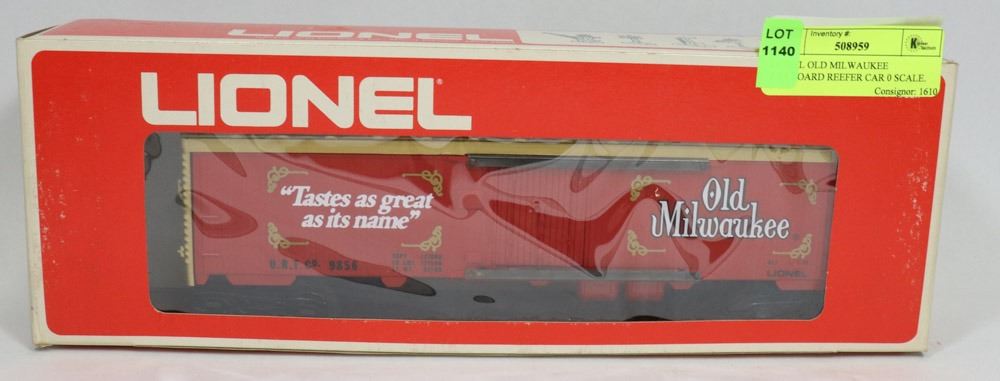 LIONEL
LOT
1140
Inventory #:
508959
OLD MILWAUKEE
REEFER CAR 0 SCALE.
Consignor: 1610
"Tastes as great
as its name"
Old
Milwaukee
U.R.T. CO. 9856
LIONEL